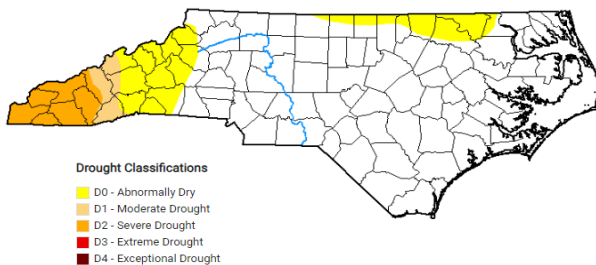 Drought Classifications
D0 - Abnormally Dry
D1 - Moderate Drought
D2 - Severe Drought
D3 - Extreme Drought
D4 - Exceptional Drought